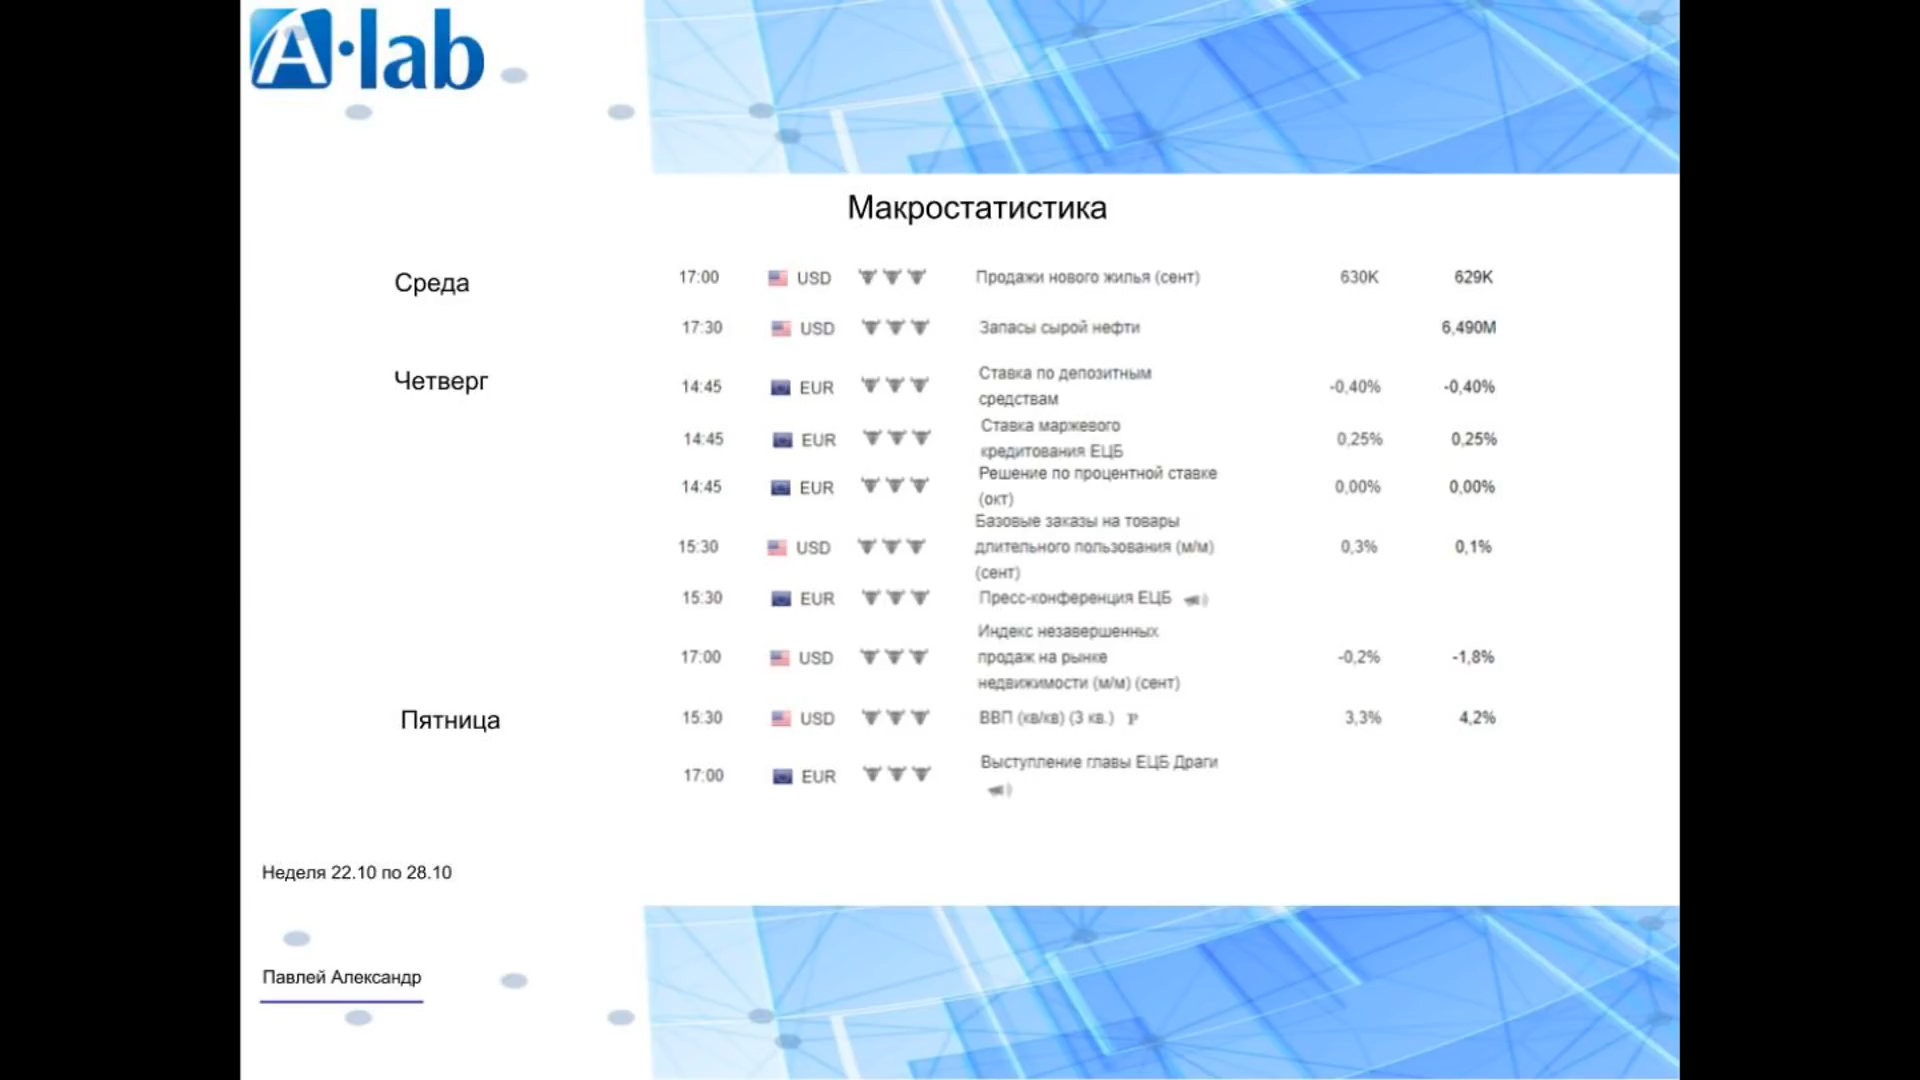 A·lab
Макростатистика
Среда
17:00 USD Продажи нового жилья (сент) 630K 629K
17:30 USD Запасы сырой нефти 6,490M
Четверг
14:45 EUR Ставка по депозитным
средствам -0,40% -0,40%
14:45 EUR Ставка маржевого
кредитования ЕЦБ 0,25% 0,25%
14:45 EUR Решение по процентной ставке
(окт) 0,00% 0,00%
Базовые заказы на товары
15:30 USD длительного пользования (м/м) 0,3% 0,1%
(сент)
15:30 EUR Пресс-конференция ЕЦБ
Индекс незавершенных
17:00 USD продаж на рынке -0,2% -1,8%
недвижимости (м/м) (сент)
Пятница
15:30 USD ВВП (кв/кв) (3 кв.) P 3,3% 4,2%
17:00 EUR Выступление главы ЕЦБ Драги
Неделя 22.10 по 28.10
Павлей Александр